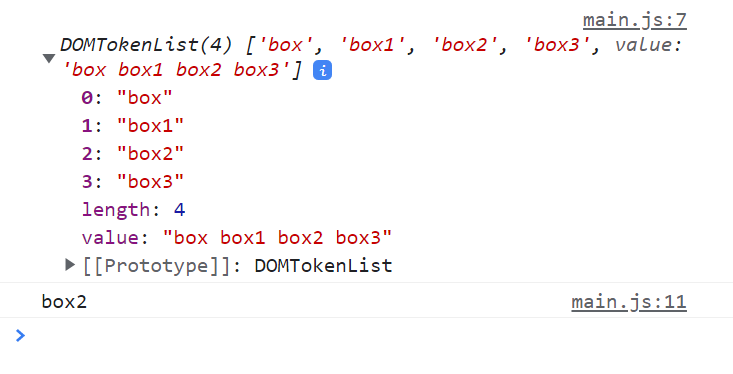 main.js:7
DOMTokenList(4) ['box', 'box1', 'box2', 'box3', value:
'box box1 box2 box3'] i
0: "box"
1: "box1"
2: "box2"
3: "box3"
length: 4
value: "box box1 box2 box3"
[[Prototype]]: DOMTokenList
box2 main.js:11